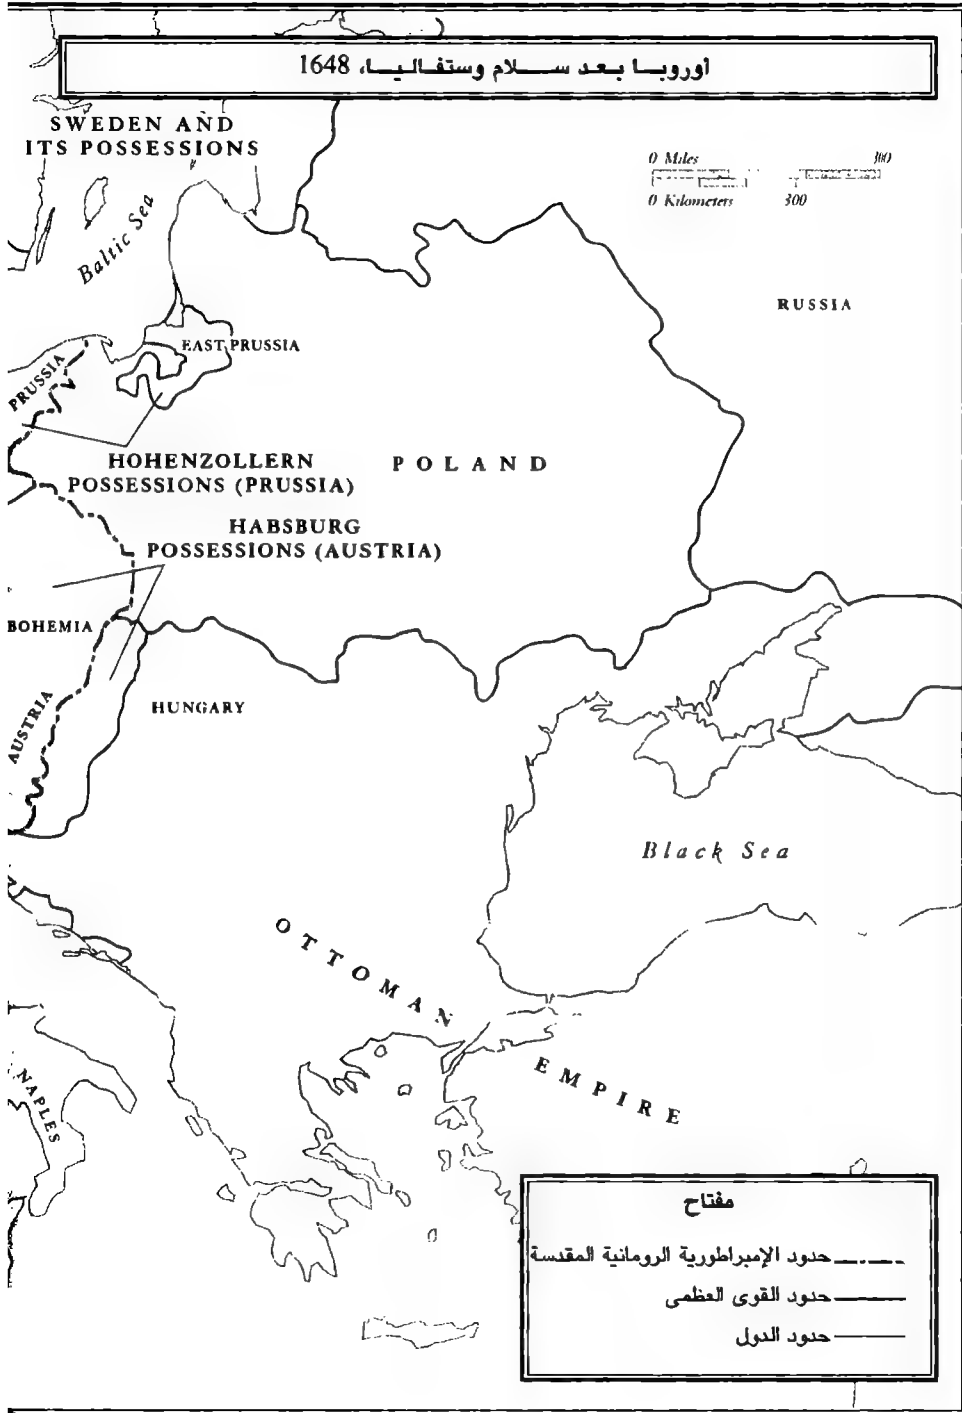 أوروبا بعد سلام وستفاليا، 1648
SWEDEN AND
ITS POSSESSIONS
0 Miles 300
0 Kilometers 300
Baltic Sea
RUSSIA
EAST PRUSSIA
PRUSSIA
HOHENZOLLERN
POSSESSIONS (PRUSSIA)
POLAND
HABSBURG
POSSESSIONS (AUSTRIA)
BOHEMIA
HUNGARY
AUSTRIA
Black Sea
OTTOMAN
EMPIRE
NAPLES
مفتاح
حدود الإمبراطورية الرومانية المقدسة
حدود القوى العظمى
حدود الدول